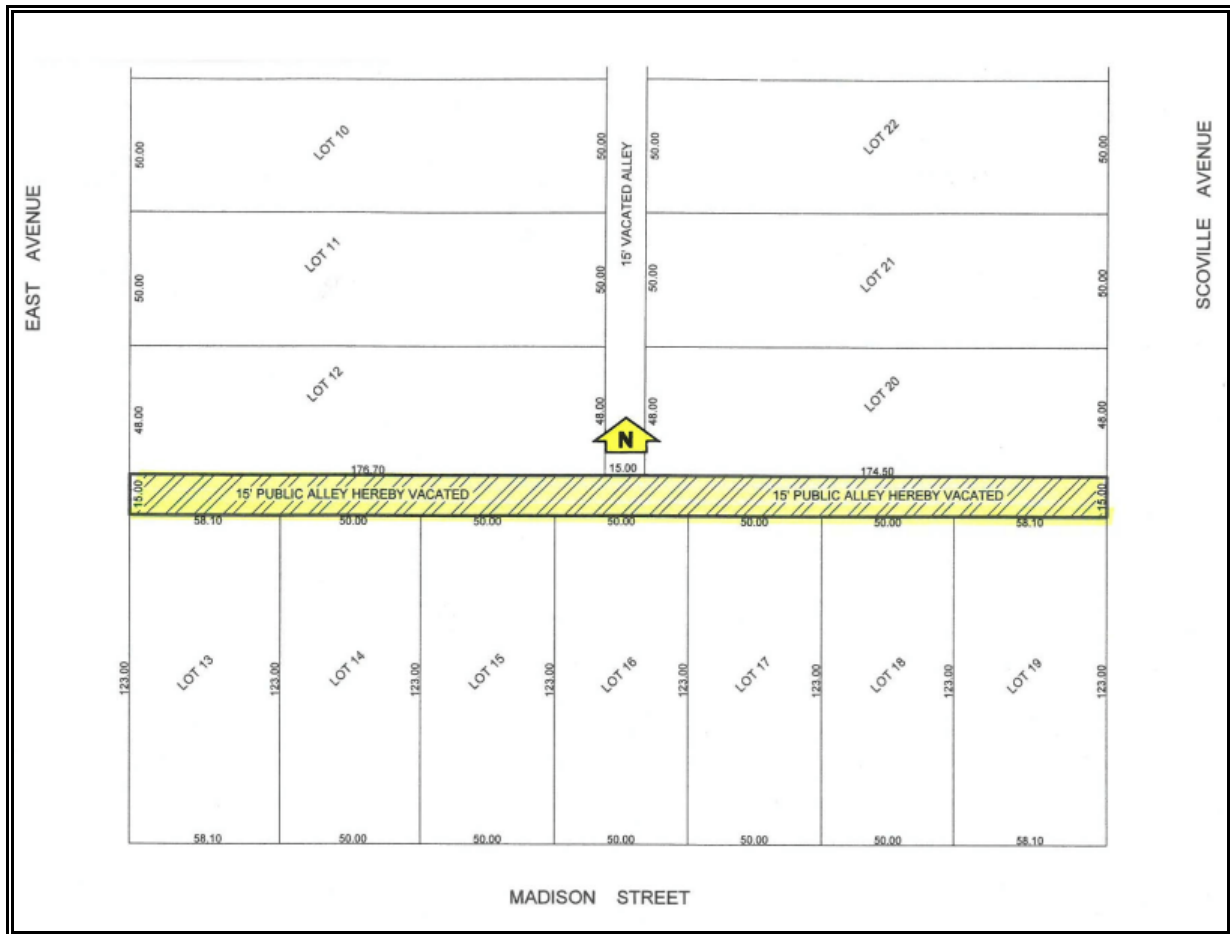 LOT 10
LOT 22
50.00
50.00
50.00
50.00
15' VACATED ALLEY
EAST AVENUE
SCOVILLE AVENUE
LOT 11
LOT 21
50.00
50.00
50.00
50.00
LOT 12
LOT 20
48.00
48.00
48.00
48.00
N
176.70
15.00
174.50
15.00
15' PUBLIC ALLEY HEREBY VACATED
15' PUBLIC ALLEY HEREBY VACATED
15.00
58.10
50.00
50.00
50.00
50.00
50.00
58.10
123.00
LOT 13
123.00
LOT 14
123.00
LOT 15
123.00
LOT 16
123.00
LOT 17
123.00
LOT 18
123.00
LOT 19
123.00
58.10
50.00
50.00
50.00
50.00
50.00
58.10
MADISON STREET